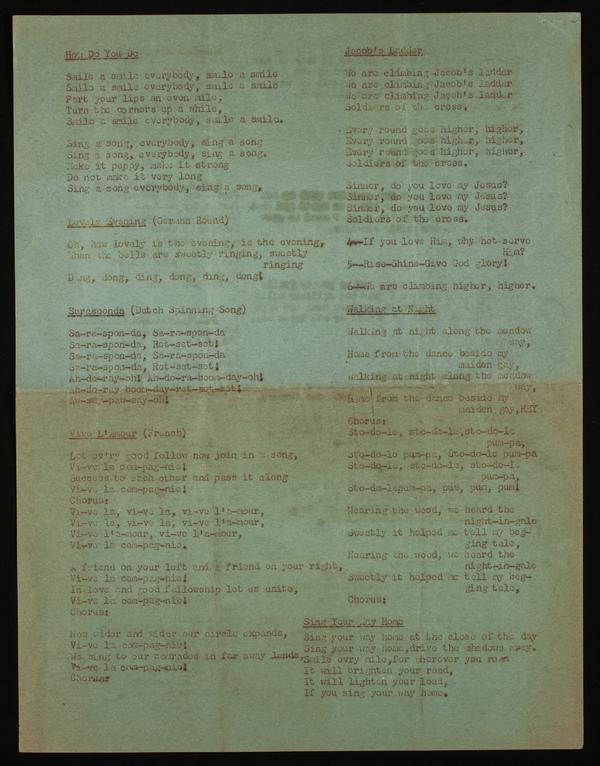 How Do You Do
Smile a smile everybody, smile a smile
Smile a smile everybody, smile a smile
Part your lips an even mile,
Turn the corners up a while,
Smile a smile everybody, smile a smile.
Sing a song, everybody, sing a song
Sing a song, everybody, sing a song.
Make it peppy, make it strong
Do not make it very long
Sing a song everybody, sing a song,
Lovely Evening (German Round)
Oh, how lovely is the evening, is the evening,
When the bells are sweetly ringing, sweetly
ringing
Ding, dong, ding, dong, ding, dong!
Sarasponda (Dutch Spinning Song)
Sa-ra-spon-da, Sa-ra-spon-da
Sa-ra-spon-da, Ret-set-set!
Sa-ra-spon-da, Sa-ra-spon-da
Sa-ra-spon-da, Ret-set-set!
Ah-do-ray-oh! Ah-do-ra-boom-day-oh!
Ah-do-ray boom-day-ret-set-set!
Aw-say-paw-say-oh!
Vive L'Amour (French)
Let ev'ry good fellow now join in a song,
Vi-ve la com-pag-nie!
Success to each other and pass it along
Vi-ve la com-pag-nie!
Chorus:
Vi-ve la, vi-ve la, vi-ve l'a-mour,
Vi-ve la, vi-ve la, vi-ve l'a-mour,
Vi-ve l'a-mour, vi-ve l'a-mour,
Vi-ve la com-pag-nie.
A friend on your left and a friend on your right,
Vi-ve la com-pag-nie!
In love and good fellowship let us unite,
Vi-ve la com-pag-nie!
Chorus:
Now wider and wider our circle expands,
Vi-ve la com-pag-nie!
We sing to our comrades in far away lands,
Vi-ve la com-pag-nie!
Chorus:
Jacob's Ladder
We are climbing Jacob's ladder
We are climbing Jacob's ladder
We are climbing Jacob's ladder
Soldiers of the cross.
Every round goes higher, higher,
Every round goes higher, higher,
Every round goes higher, higher,
Soldiers of the cross.
Sinner, do you love my Jesus?
Sinner, do you love my Jesus?
Sinner, do you love my Jesus?
Soldiers of the cross.
4--If you love Him, why not serve
Him?
5--Rise-Shine-Give God glory!
6--We are climbing higher, higher.
Walking at Night
Walking at night along the meadow
way,
Home from the dance beside my
maiden gay,
Walking at night along the meadow
way,
Home from the dance beside my
maiden gay, HEY
Chorus:
Sto-do-le, sto-do-le, sto-do-le
pum-pa,
Sto-do-le pum-pa, Sto-do-le pum-pa
Sto-do-le, sto-do-le, sto-do-le
pum-pa,
Sto-do-lepum-pa, pum, pum, pum!
Nearing the wood, we heard the
night-in-gale
Sweetly it helped me tell my beg-
ging tale,
Nearing the wood, we heard the
night-in-gale
Sweetly it helped me tell my beg-
ging tale,
Chorus:
Sing Your Way Home
Sing your way home at the close of the day
Sing your way home, drive the shadows away.
Smile evry mile, for wherever you roam
It will brighten your road,
It will lighten your load,
If you sing your way home.